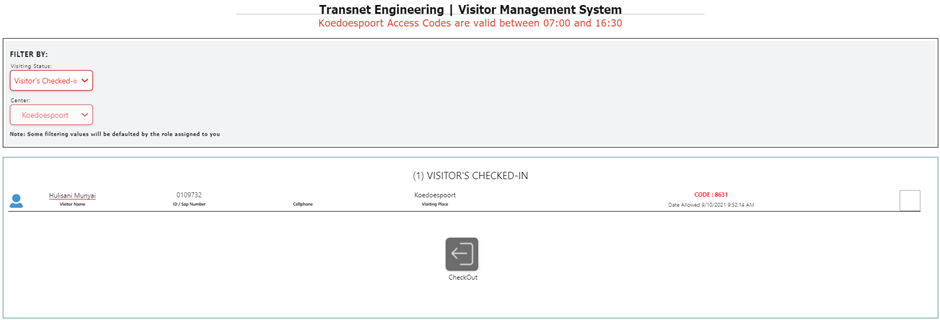 Transnet Engineering | Visitor Management System
Koedoespoort Access Codes are valid between 07:00 and 16:30
FILTER BY:
Visiting Status:
Visitor's Checked-i
Center:
Koedoespoort
Note: Some filtering values will be defaulted by the role assigned to you
(1) VISITOR'S CHECKED-IN
Hulisani Munyai 0109732 Koedoespoort CODE : 8631
Visitor Name ID / Sap Number Cellphone Visiting Place Date Allowed 9/10/2021 9:52:14 AM
CheckOut